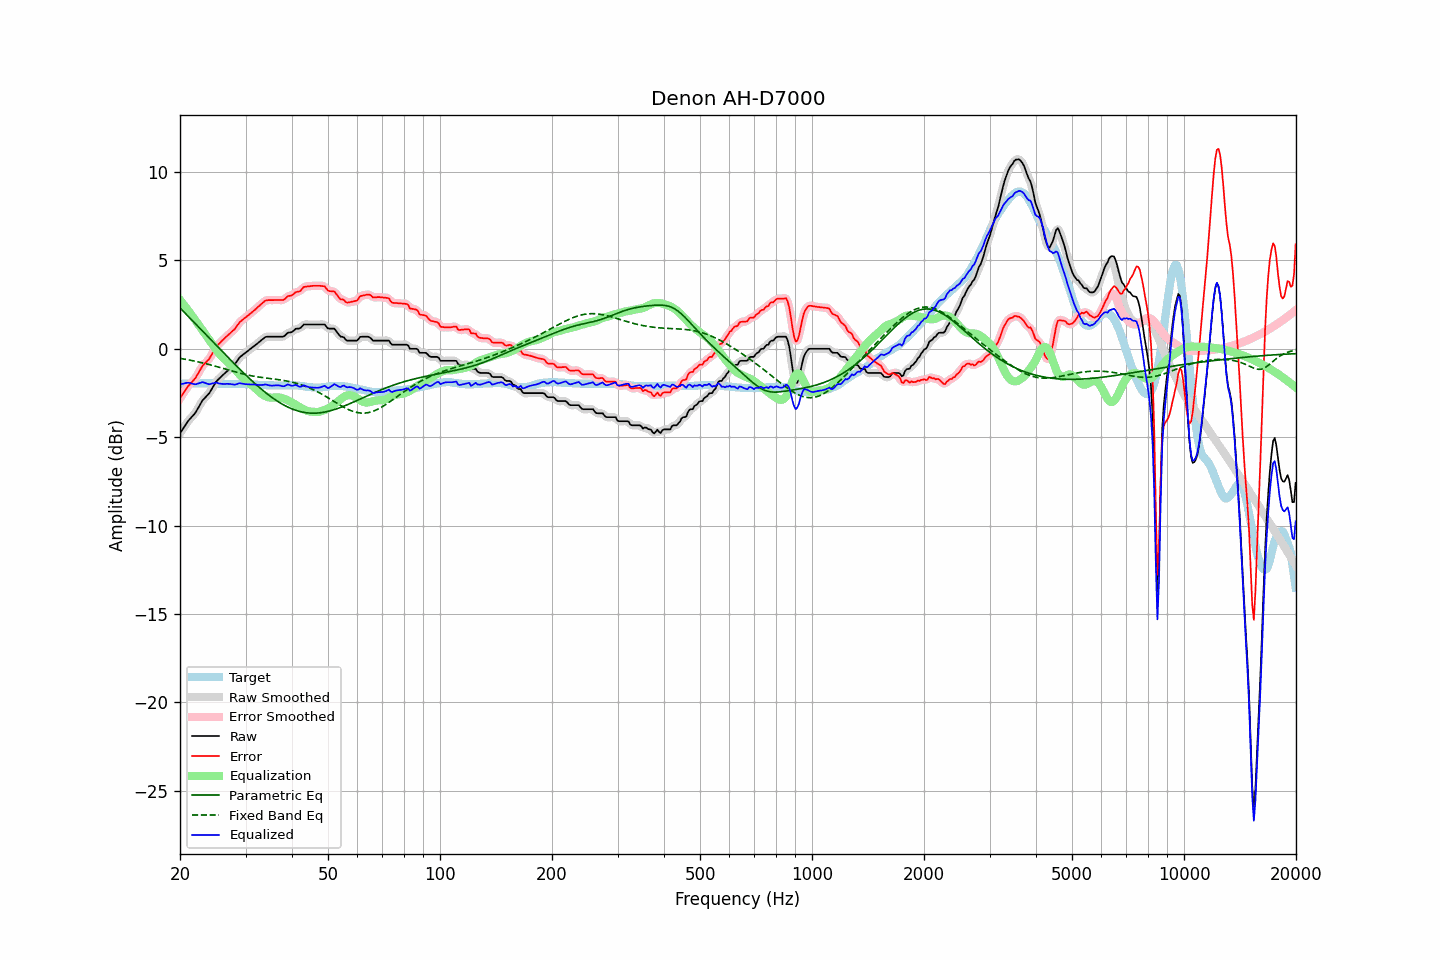 Denon AH-D7000
Amplitude (dBr)
10
5
0
−5
−10
−15
−20
−25
Target
Raw Smoothed
Error Smoothed
Raw
Error
Equalization
Parametric Eq
Fixed Band Eq
Equalized
20
50
100
200
500
1000
2000
5000
10000
20000
Frequency (Hz)